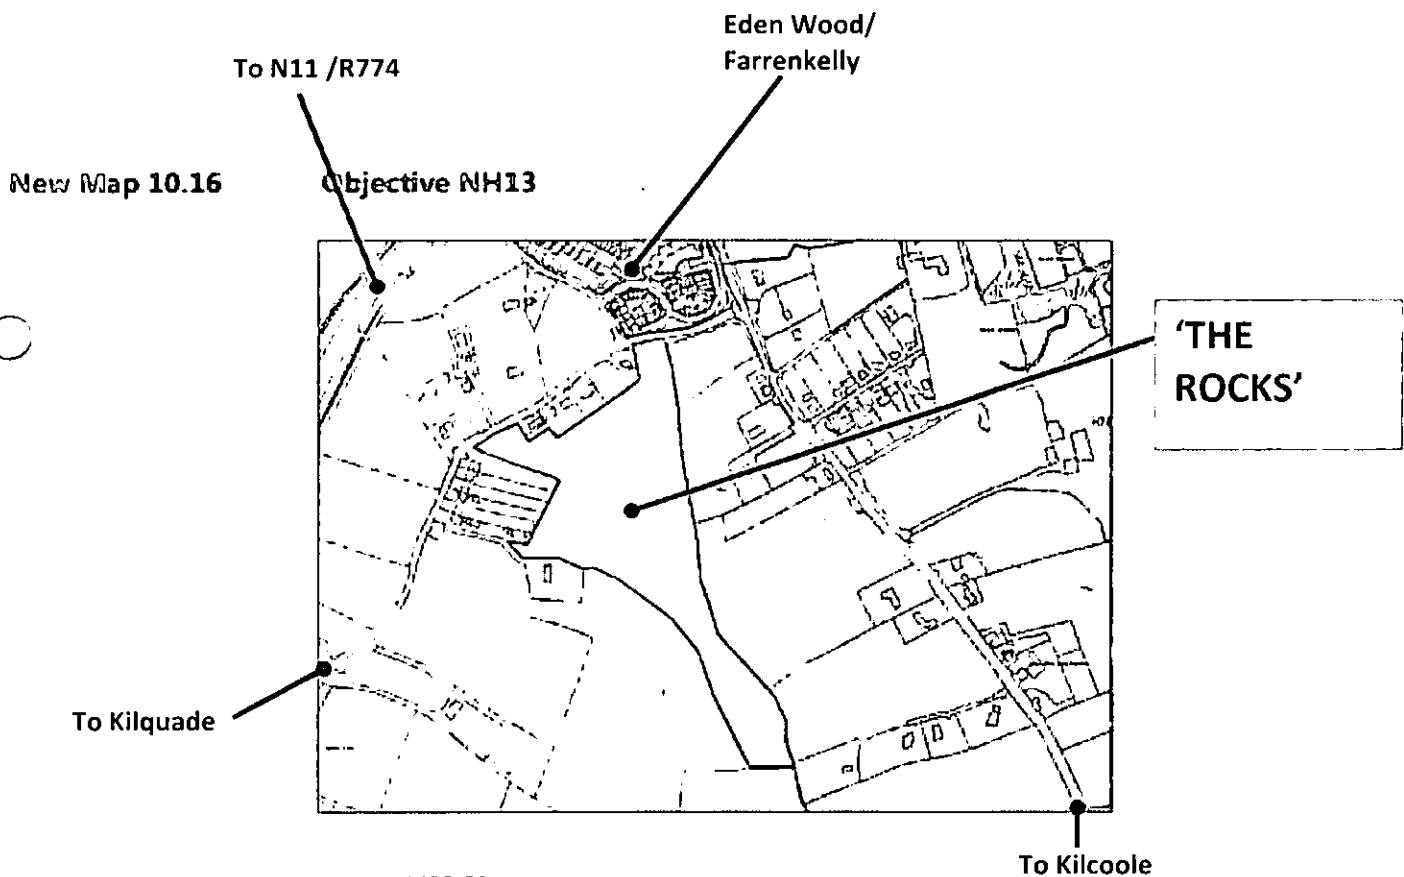 Eden Wood/
Farrenkelly
To N11 /R774
New Map 10.16 Objective NH13
'THE
ROCKS'
To Kilquade
To Kilcoole